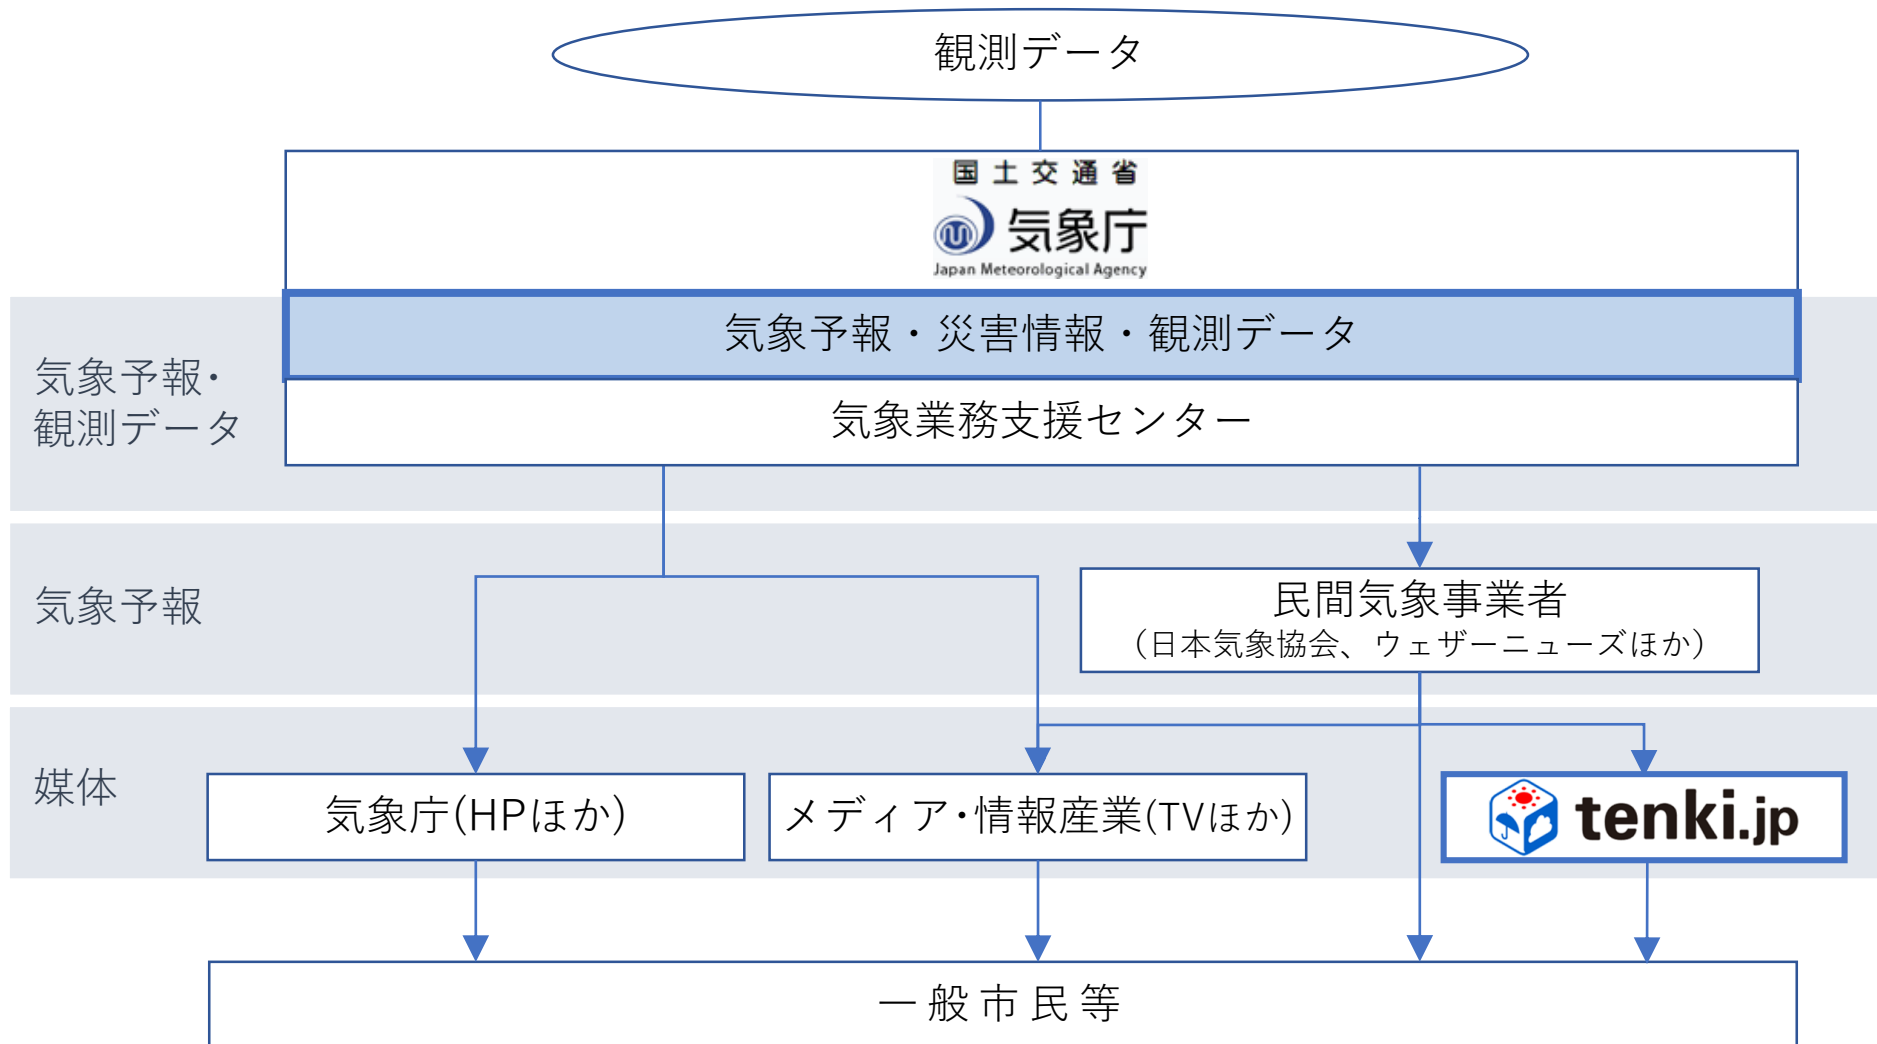 観測データ
国土交通省
気象庁
Japan Meteorological Agency
気象予報・災害情報・観測データ
気象予報・
観測データ
気象業務支援センター
気象予報
民間気象事業者
（日本気象協会、ウェザーニューズほか）
媒体
気象庁(HPほか)
メディア・情報産業(TVほか)
tenki.jp
一般市民等